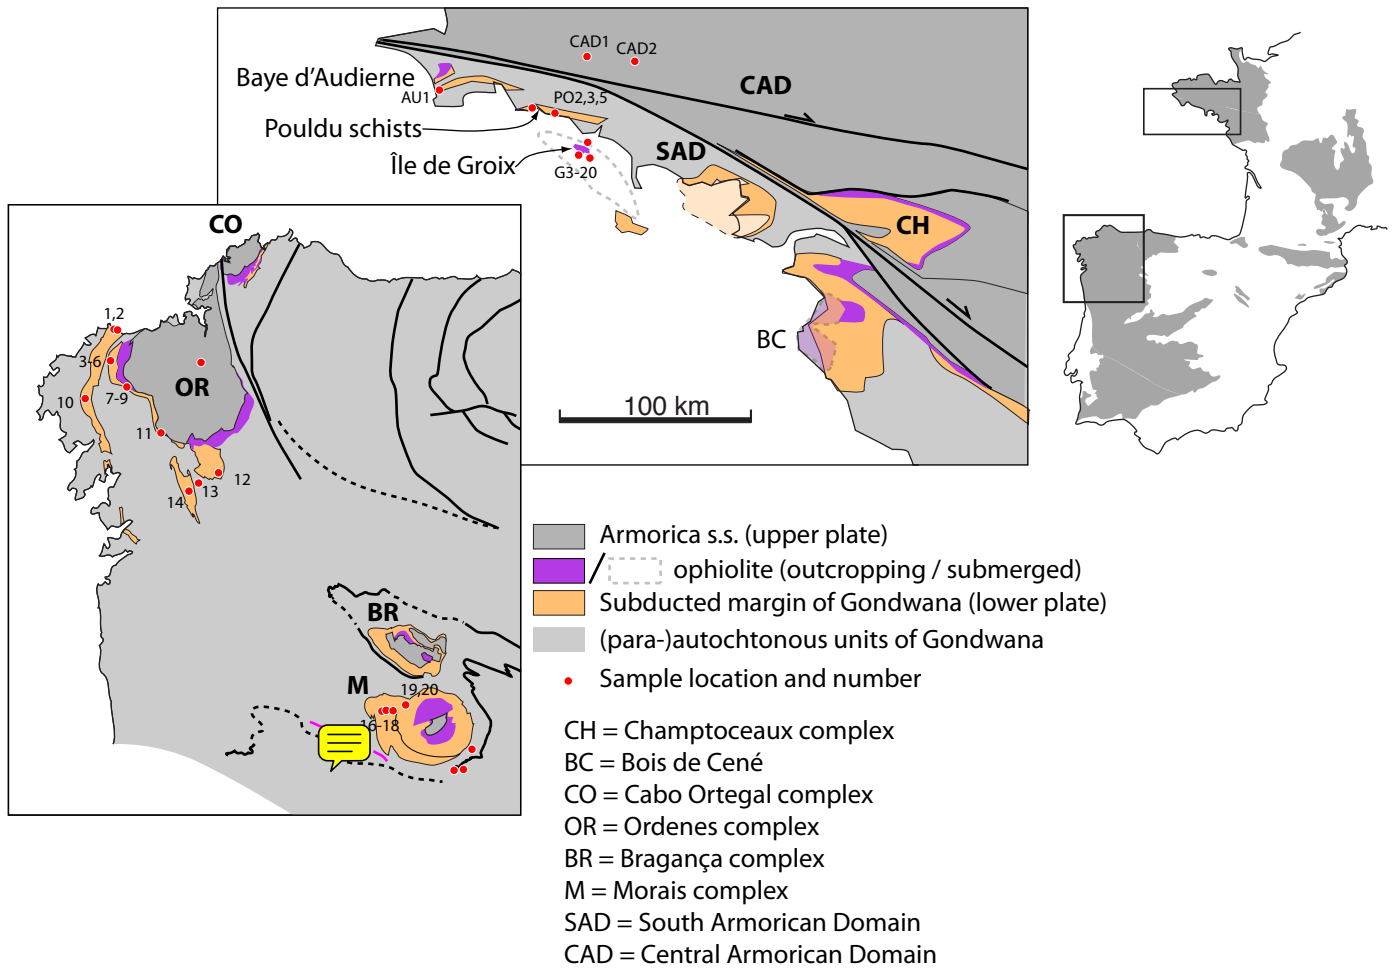 CAD1
CAD2
CAD
Baye d'Audierne
AU1
PO2,3,5
Pouldu schists
SAD
Île de Groix
G3-20
CH
BC
100 km
CO
1,2
3-6
OR
7-9
10
11
12
13
14
BR
M
19,20
16-18
Armorica s.s. (upper plate)
ophiolite (outcropping / submerged)
Subducted margin of Gondwana (lower plate)
(para-)autochtonous units of Gondwana
Sample location and number
CH = Champtoceaux complex
BC = Bois de Cené
CO = Cabo Ortegal complex
OR = Ordenes complex
BR = Bragança complex
M = Morais complex
SAD = South Armorican Domain
CAD = Central Armorican Domain